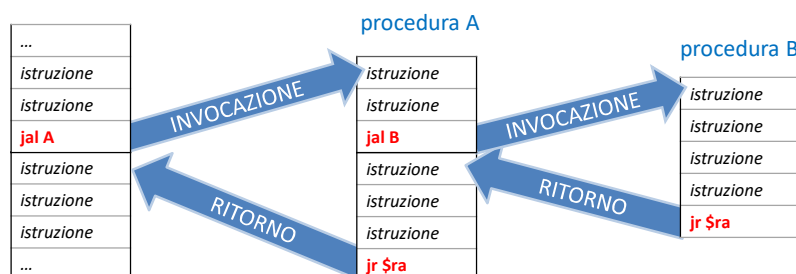 ...
istruzione
istruzione
jal A
istruzione
istruzione
istruzione
...
INVOCAZIONE
RITORNO
procedura A
istruzione
istruzione
jal B
istruzione
istruzione
istruzione
jr $ra
INVOCAZIONE
RITORNO
procedura B
istruzione
istruzione
istruzione
istruzione
jr $ra